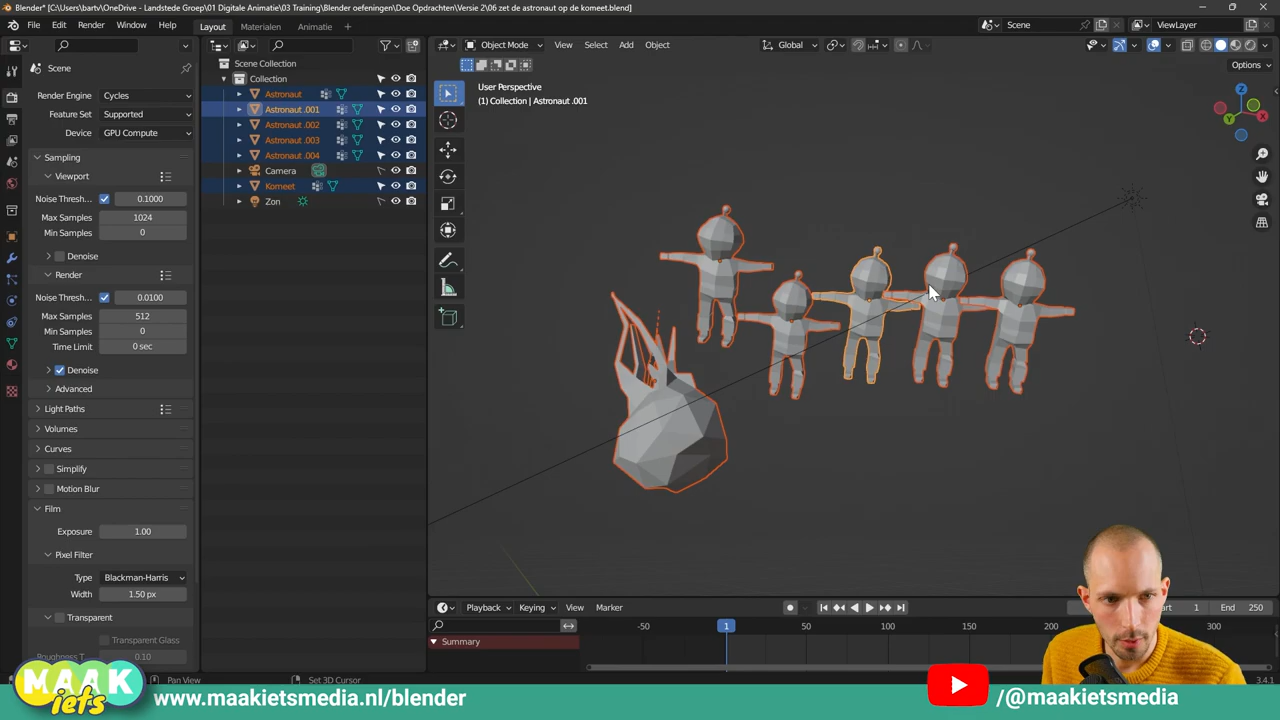 Blender* [C:\Users\bartv\OneDrive - Landstede Groep\01 Digitale Animatie\03 Training\Blender oefeningen\Doe Opdrachten\Versie 2\06 zet de astronaut op de komeet.blend]
File Edit Render Window Help Layout Modeling Animatie Scene ViewLayer
Object Mode View Select Add Object Global
Options
Scene
Render Engine Cycles
Feature Set Supported
Device GPU Compute
Sampling
Viewport
Noise Thresh... 0.1000
Max Samples 1024
Min Samples 0
Denoise
Render
Noise Thresh... 0.0100
Max Samples 512
Min Samples 0
Time Limit 0 sec
Denoise
Advanced
Light Paths
Volumes
Curves
Simplify
Motion Blur
Film
Exposure 1.00
Pixel Filter
Type Blackman-Harris
Width 1.50 px
Transparent
Transparent Glass
Roughness T... 0.10
Scene Collection
Collection
Astronaut
Astronaut .001
Astronaut .002
Astronaut .003
Astronaut .004
Camera
Komeet
Zon
User Perspective
(1) Collection | Astronaut .001
Z
Y
X
Playback Keying View Marker
1
Start 1 End 250
-50 1 50 100 150 200 300
Summary
Pan View Set 3D Cursor 3.4.1
MAAK
iets
www.maakietsmedia.nl/blender
/@maakietsmedia